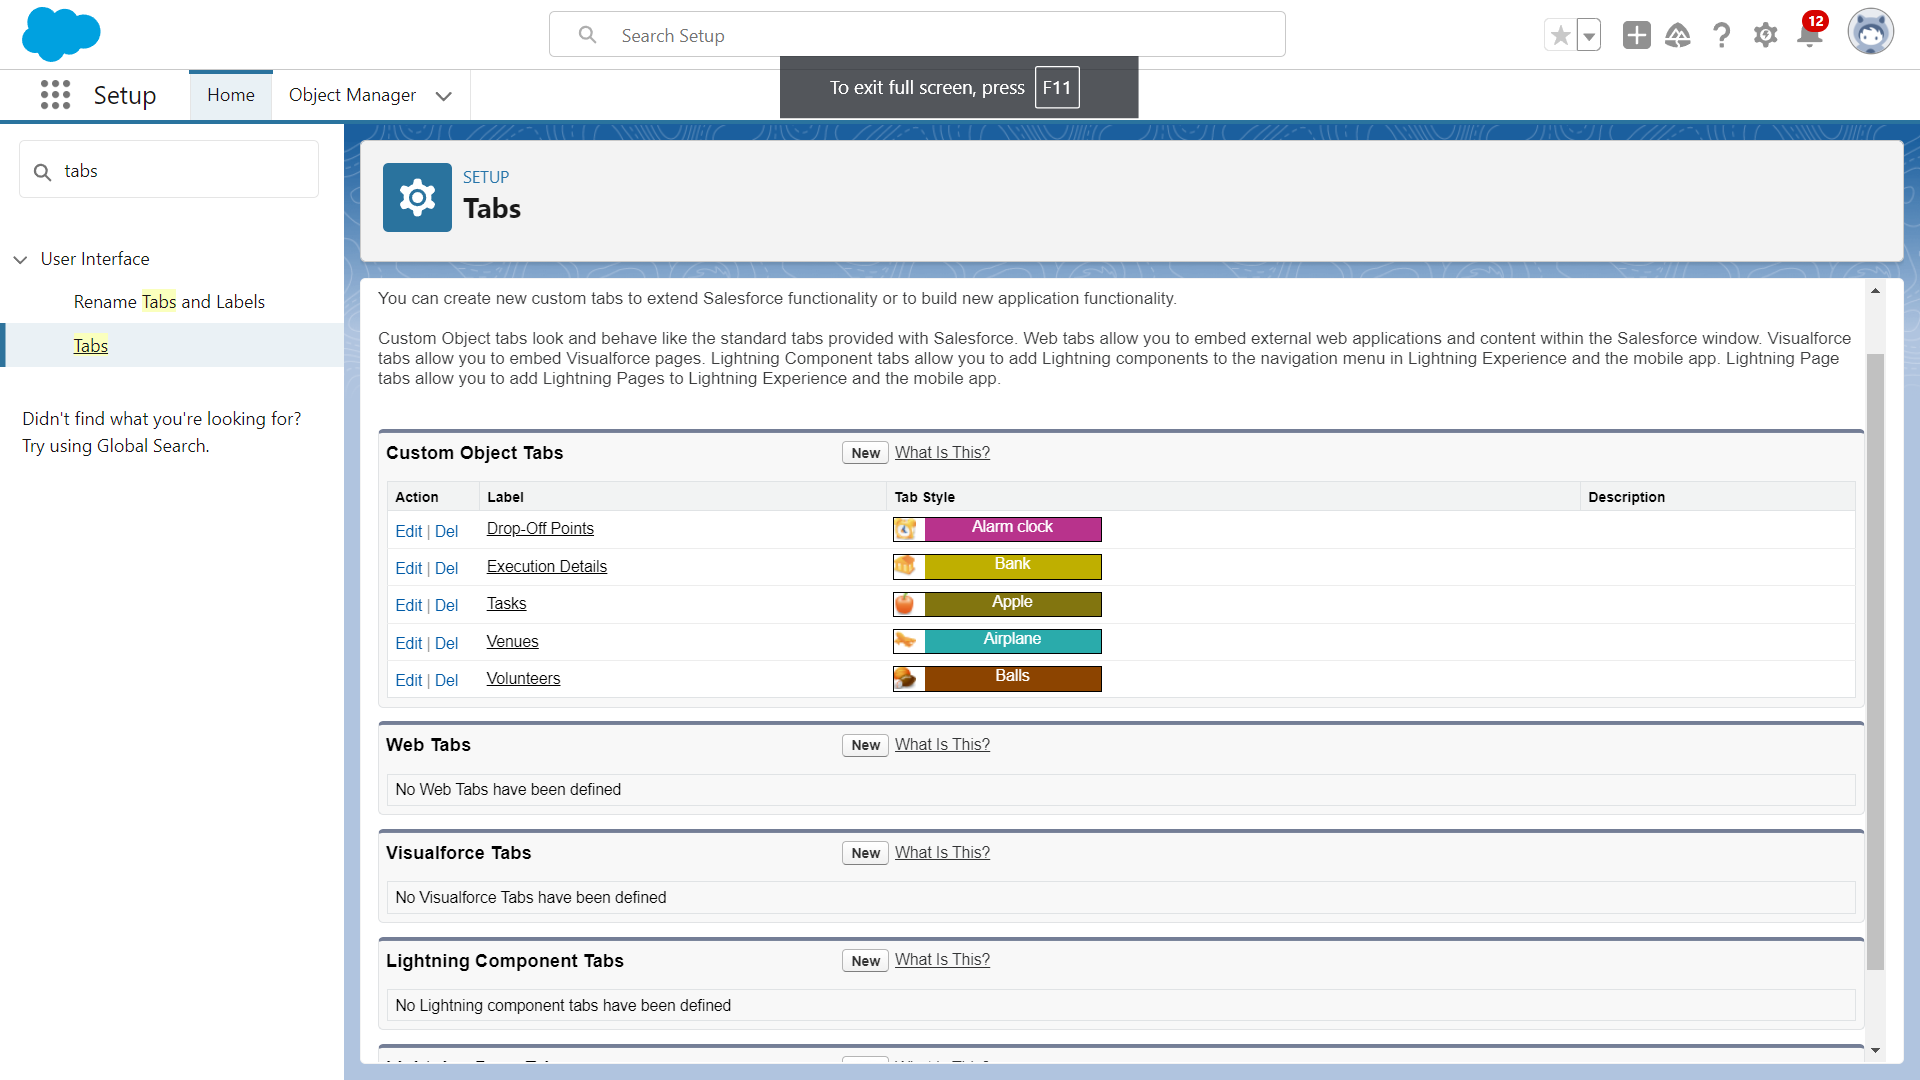 Search Setup
12
To exit full screen, press F11
Setup
Home
Object Manager
tabs
User Interface
Rename Tabs and Labels
Tabs
Didn't find what you're looking for?
Try using Global Search.
SETUP
Tabs
You can create new custom tabs to extend Salesforce functionality or to build new application functionality.
Custom Object tabs look and behave like the standard tabs provided with Salesforce. Web tabs allow you to embed external web applications and content within the Salesforce window. Visualforce
tabs allow you to embed Visualforce pages. Lightning Component tabs allow you to add Lightning components to the navigation menu in Lightning Experience and the mobile app. Lightning Page
tabs allow you to add Lightning Pages to Lightning Experience and the mobile app.
Custom Object Tabs New What Is This?
Action Label Tab Style Description
Edit | Del Drop-Off Points Alarm clock
Edit | Del Execution Details Bank
Edit | Del Tasks Apple
Edit | Del Venues Airplane
Edit | Del Volunteers Balls
Web Tabs New What Is This?
No Web Tabs have been defined
Visualforce Tabs New What Is This?
No Visualforce Tabs have been defined
Lightning Component Tabs New What Is This?
No Lightning component tabs have been defined